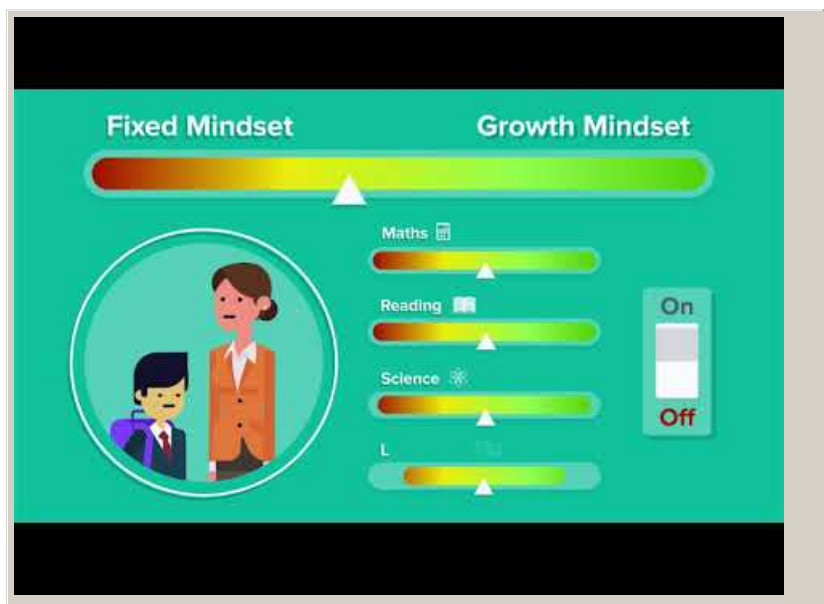 Fixed Mindset Growth Mindset
Maths
Reading
Science
L
On
Off